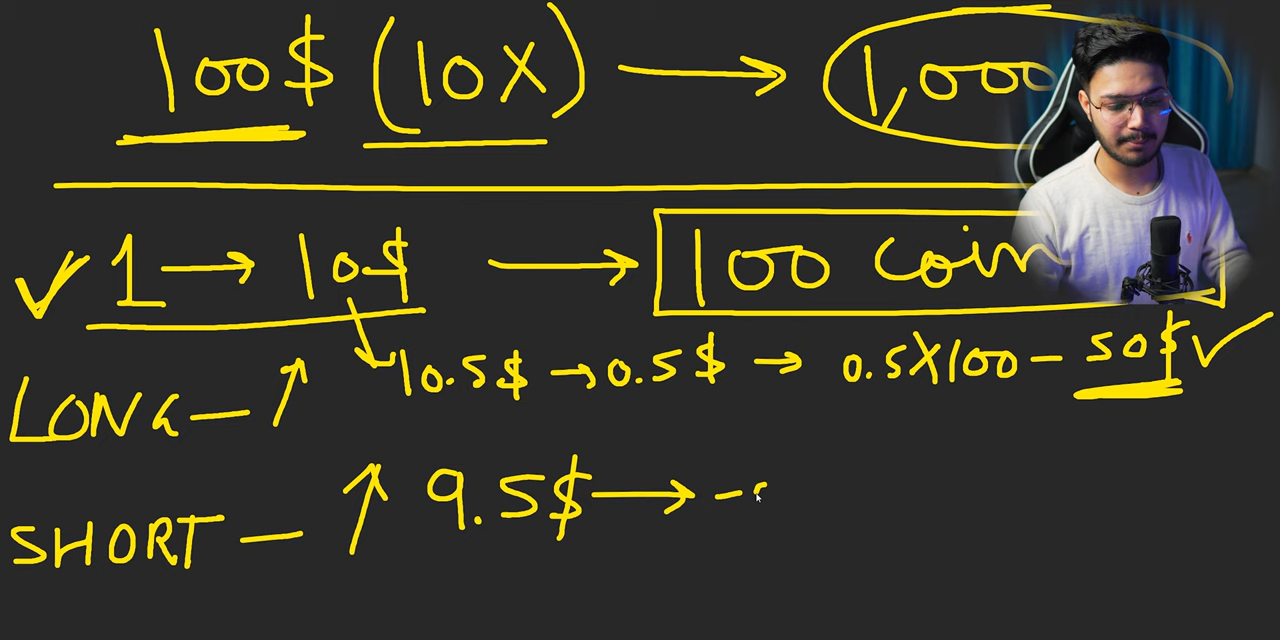 100$ (10X) → 1,000
✓ 1 → 10$ → 100 coin
10.5$ → 0.5$ → 0.5X100 - 50$ ✓
LONG - ↑
SHORT - ↑ 9.5$ → -